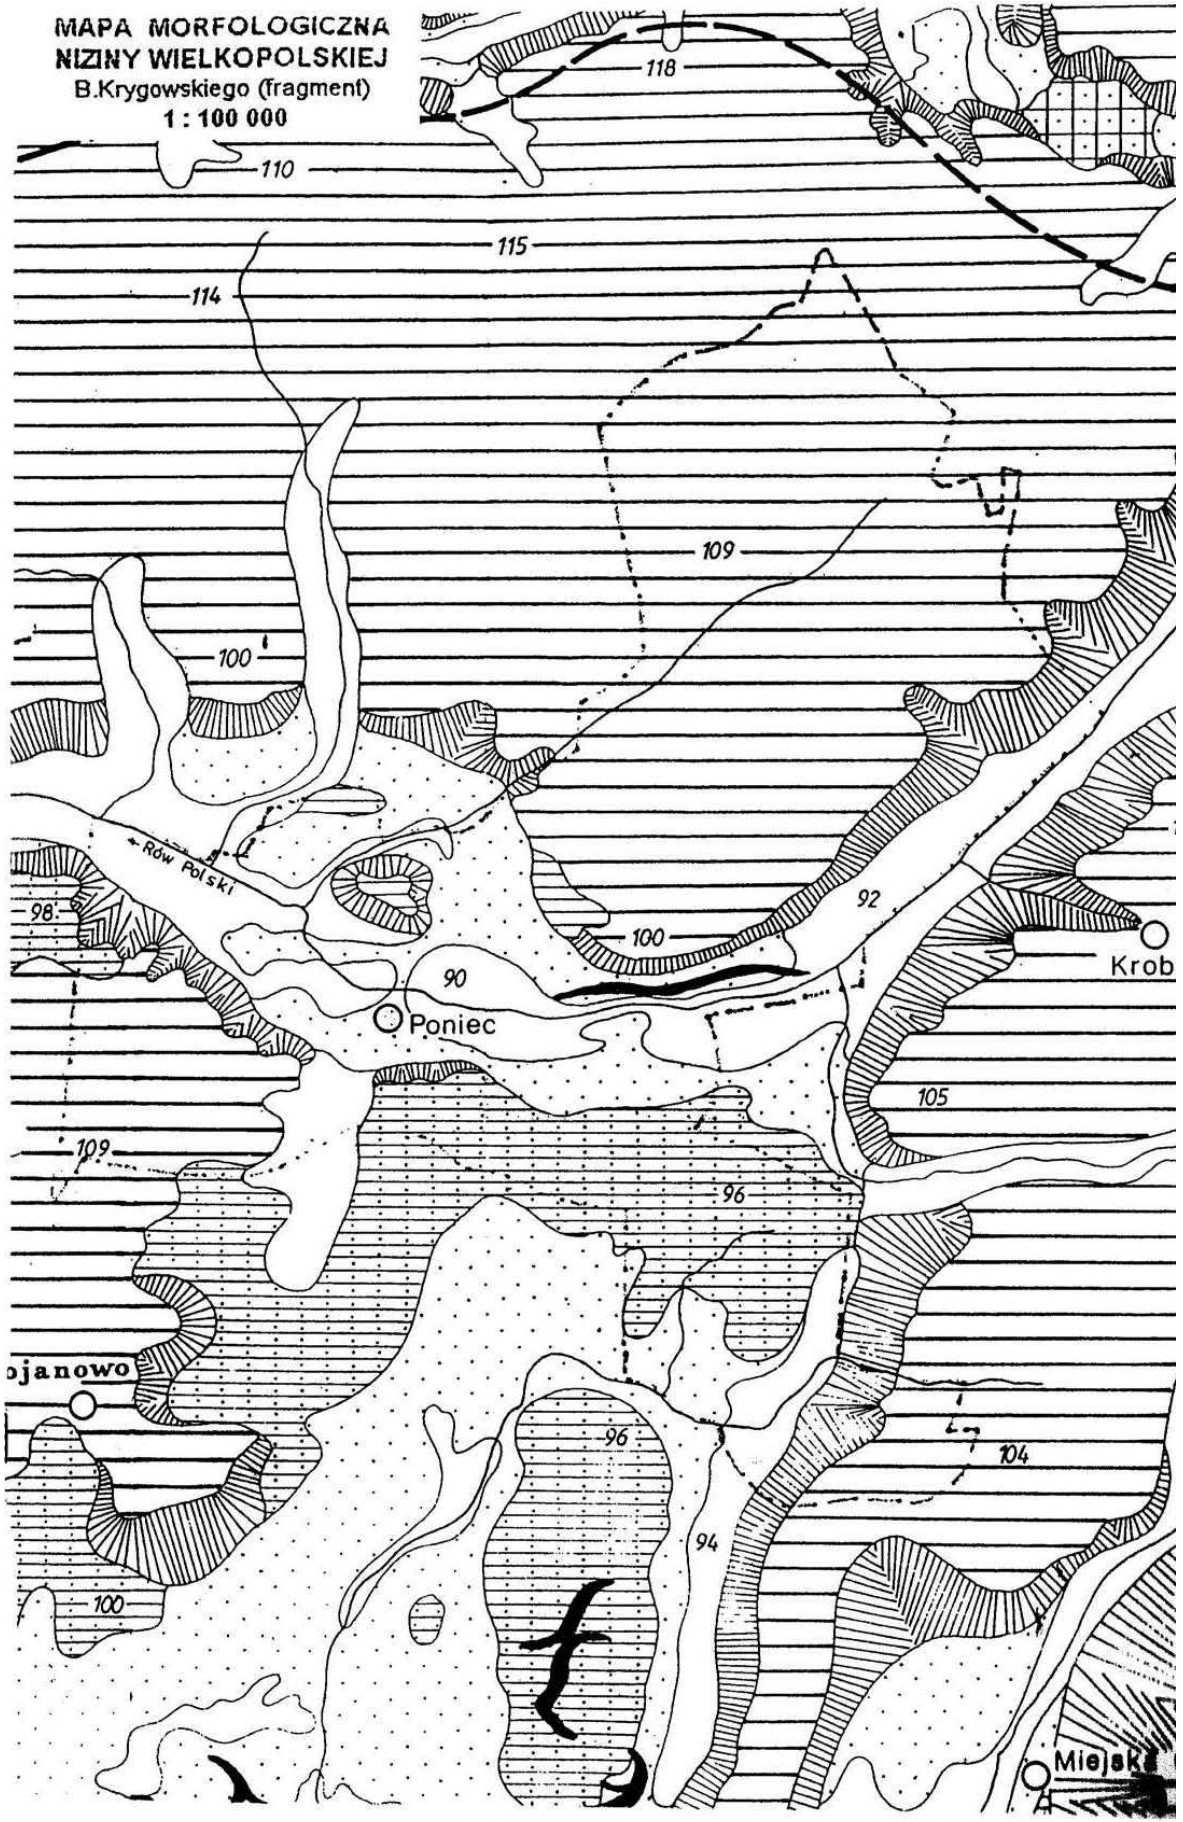 MAPA MORFOLOGICZNA
NIZINY WIELKOPOLSKIEJ
B.Krygowskiego (fragment)
1 : 100 000
118
110
115
114
109
100
← Rów Polski
98
92
100
Krob
90
Poniec
105
109
96
ojanowo
96
104
94
100
Miejska